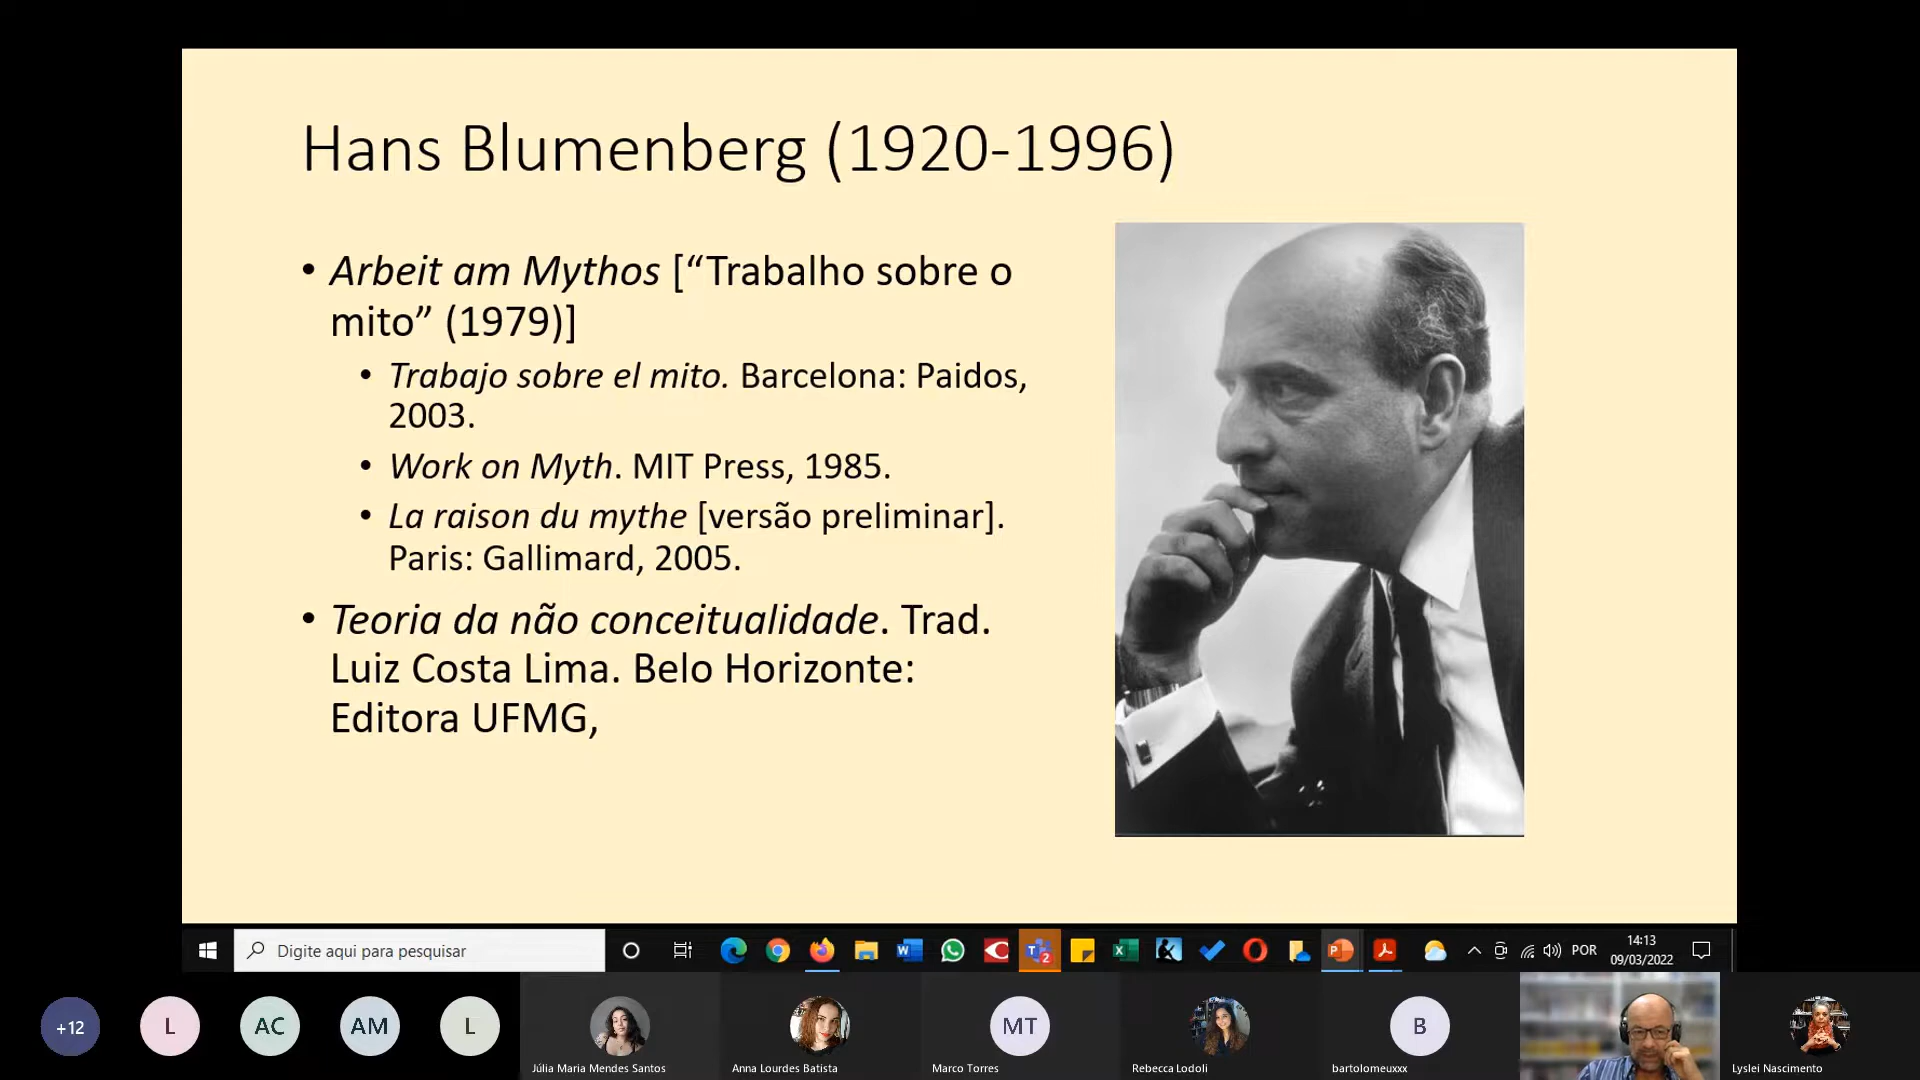 Hans Blumenberg (1920-1996)
• Arbeit am Mythos [“Trabalho sobre o
mito” (1979)]
• Trabajo sobre el mito. Barcelona: Paidos,
2003.
• Work on Myth. MIT Press, 1985.
• La raison du mythe [versão preliminar].
Paris: Gallimard, 2005.
• Teoria da não conceitualidade. Trad.
Luiz Costa Lima. Belo Horizonte:
Editora UFMG,
Digite aqui para pesquisar
2
POR
14:13
09/03/2022
+12
L
AC
AM
L
MT
B
Júlia Maria Mendes Santos
Anna Lourdes Batista
Marco Torres
Rebecca Lodoli
bartolomeuxxx
Lyslei Nascimento